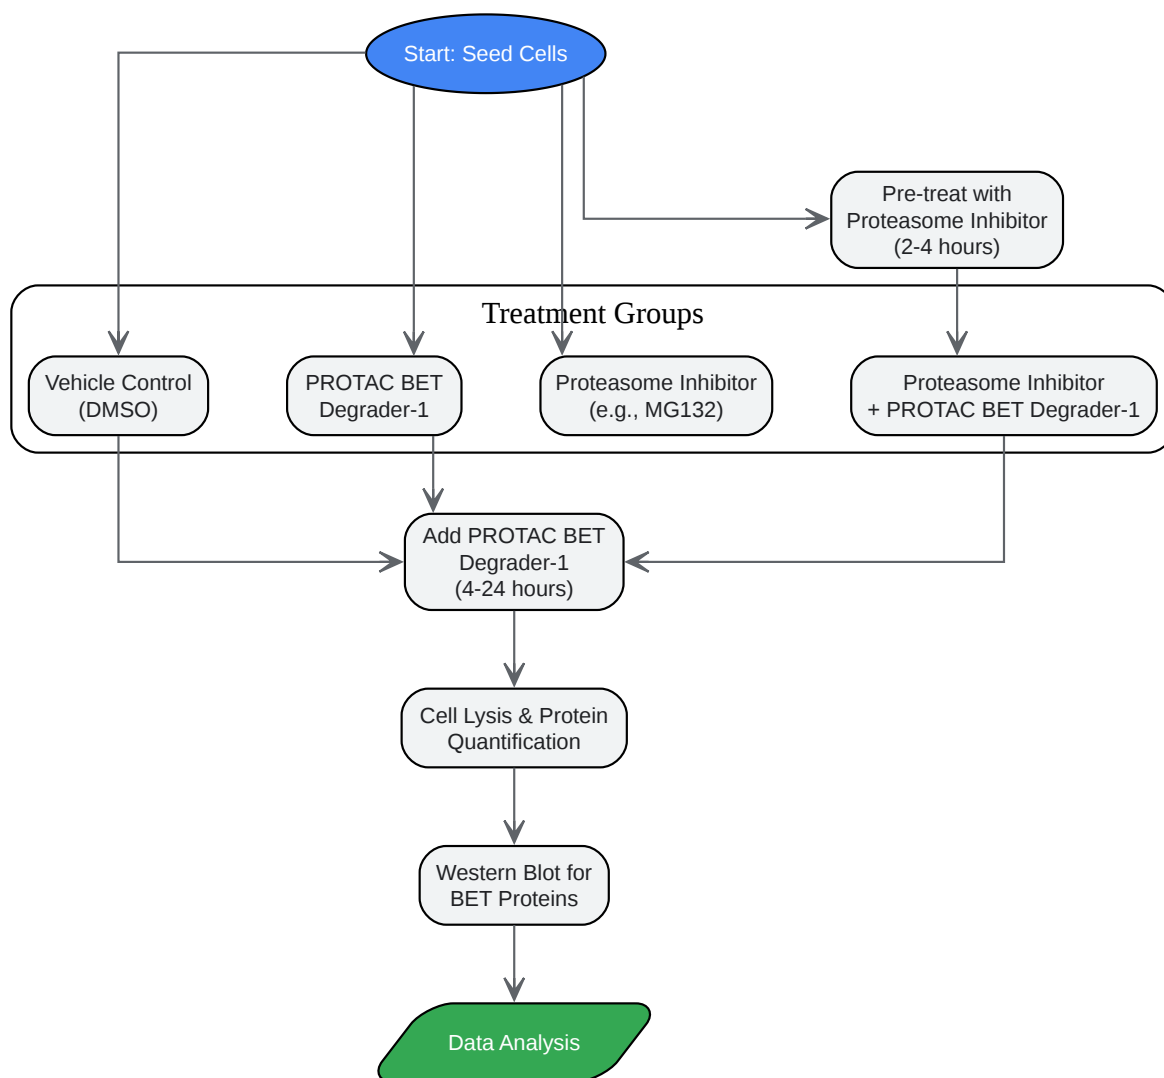 Start: Seed Cells
Pre-treat with
Proteasome Inhibitor
(2-4 hours)
Treatment Groups
Vehicle Control
(DMSO)
PROTAC BET
Degrader-1
Proteasome Inhibitor
(e.g., MG132)
Proteasome Inhibitor
+ PROTAC BET Degrader-1
Add PROTAC BET
Degrader-1
(4-24 hours)
Cell Lysis & Protein
Quantification
Western Blot for
BET Proteins
Data Analysis